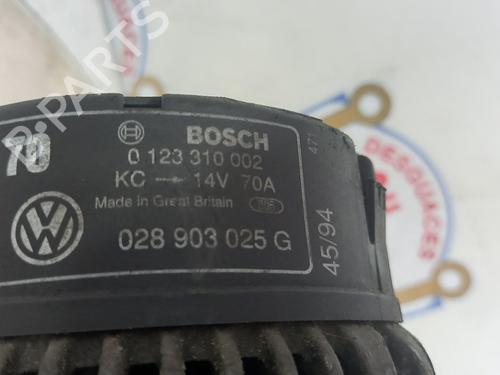 70
BOSCH
0 123 310 002
KC → 14V 70A
Made in Great Britain
028 903 025 G
471
45/94
B-PARTS
DESGUACES